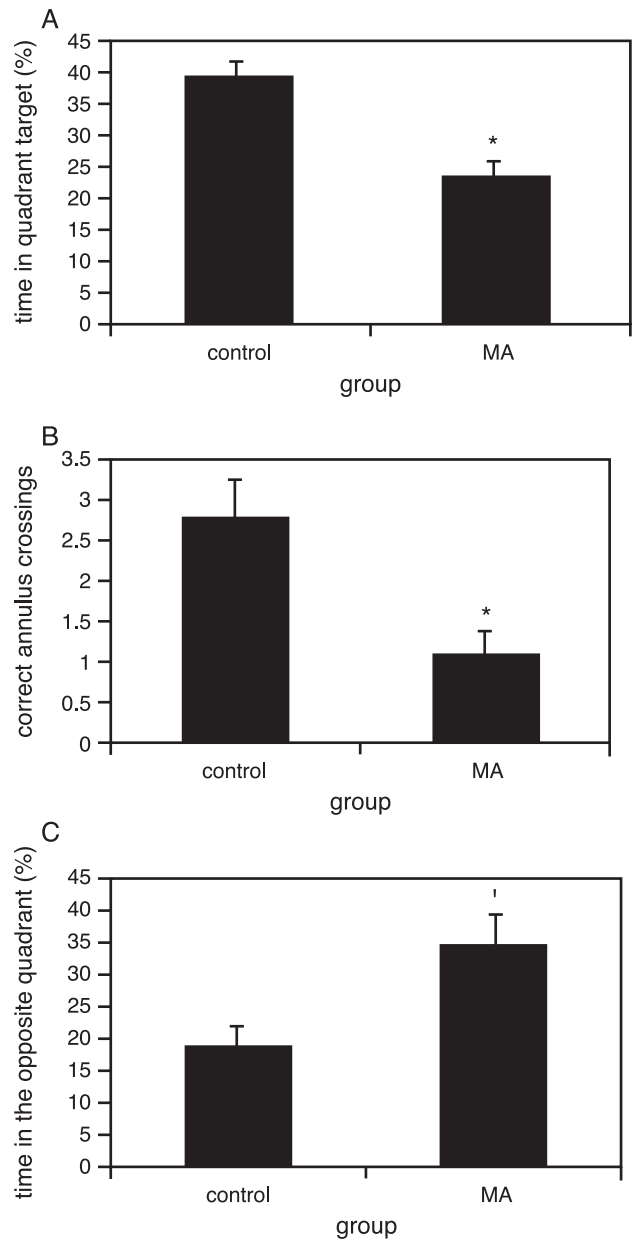 A
time in quadrant target (%)
45
40
35
30
25
20
15
10
5
0
*
control MA
group
B
correct annulus crossings
3.5
3
2.5
2
1.5
1
0.5
0
*
control MA
group
C
time in the opposite quadrant (%)
45
40
35
30
25
20
15
10
5
0
'
control MA
group